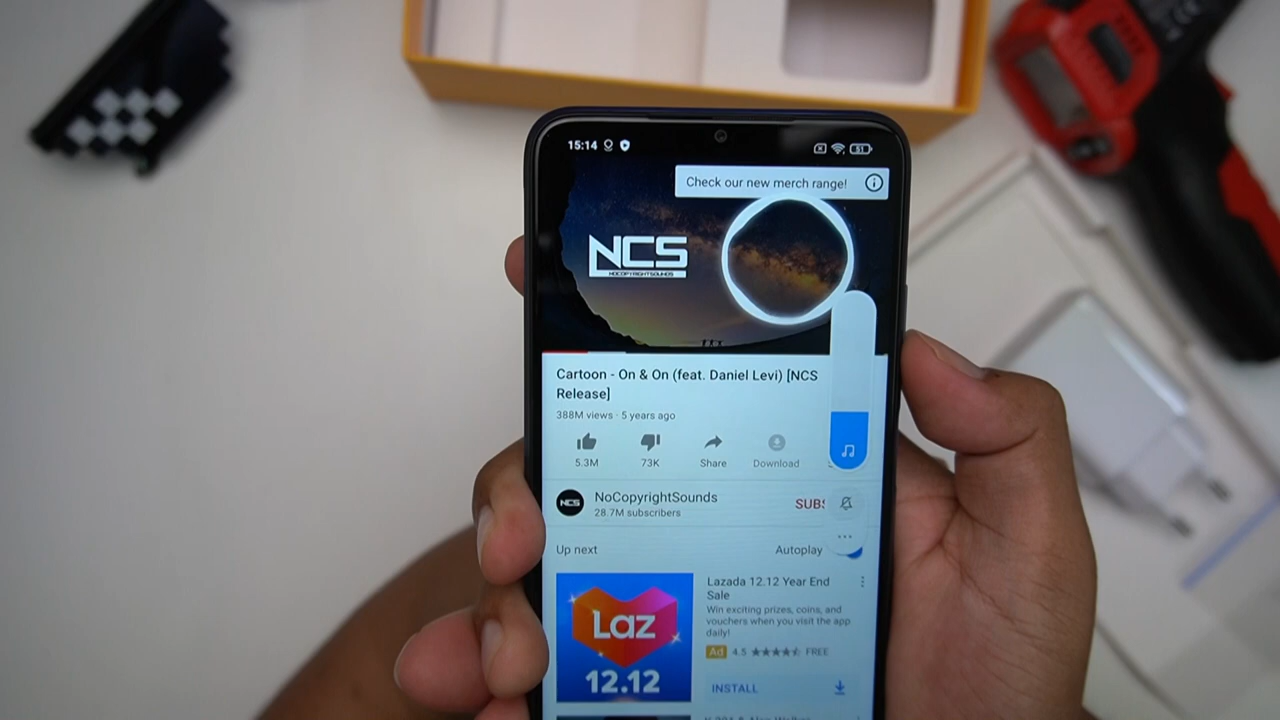 15:14
51
Check our new merch range!
NCS
NOCOPYRIGHTSOUNDS
Cartoon - On & On (feat. Daniel Levi) [NCS
Release]
388M views · 5 years ago
5.3M
73K
Share
Download
NCS
NoCopyrightSounds
SUBS
28.7M subscribers
Up next
Autoplay
Laz
12.12
Lazada 12.12 Year End
Sale
Win exciting prizes, coins, and
vouchers when you visit the app
daily!
Ad 4.5 FREE
INSTALL